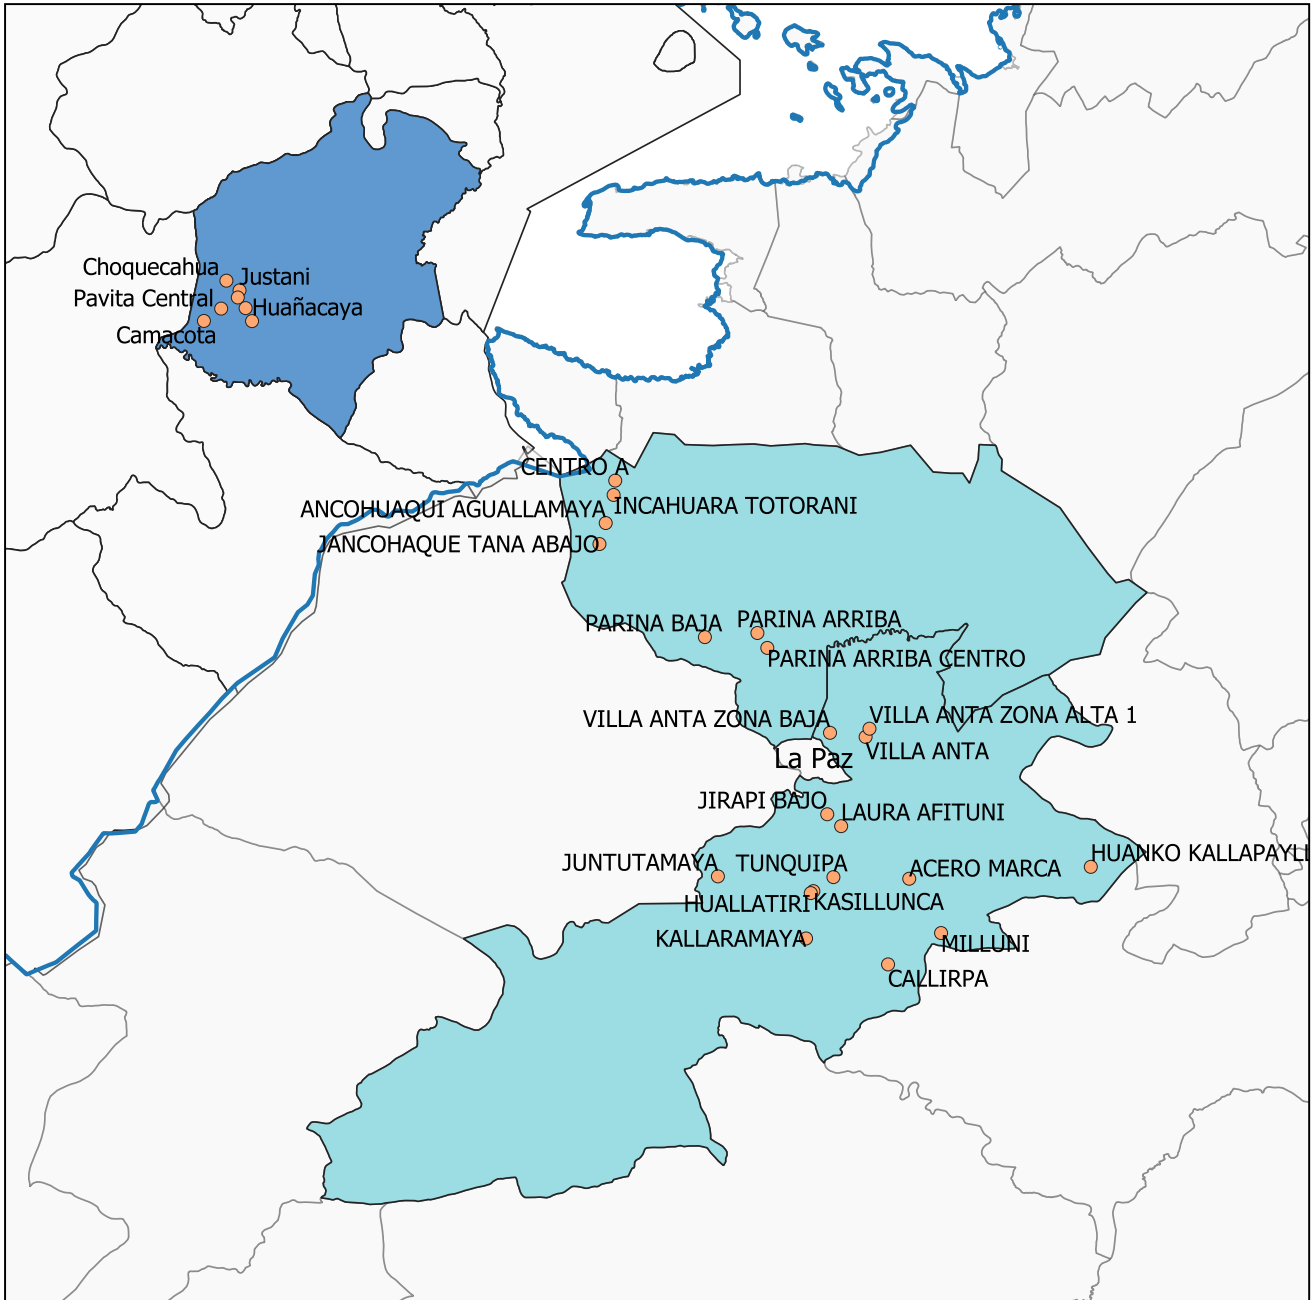 Choquecahua
Justani
Pavita Central
Huañacaya
Camacota
CENTRO A
INCAHUARA TOTORANI
ANCOHUAQUI AGUALLAMAYA
JANCOHAQUE TANA ABAJO
PARINA BAJA
PARINA ARRIBA
PARINA ARRIBA CENTRO
VILLA ANTA ZONA BAJA
VILLA ANTA ZONA ALTA 1
VILLA ANTA
La Paz
JIRAPI BAJO
LAURA AFITUNI
JUNTUTAMAYA
TUNQUIPA
ACERO MARCA
HUANKO KALLAPAYLL
HUALLATIRI
KASILLUNCA
KALLARAMAYA
MILLUNI
CALLIRPA